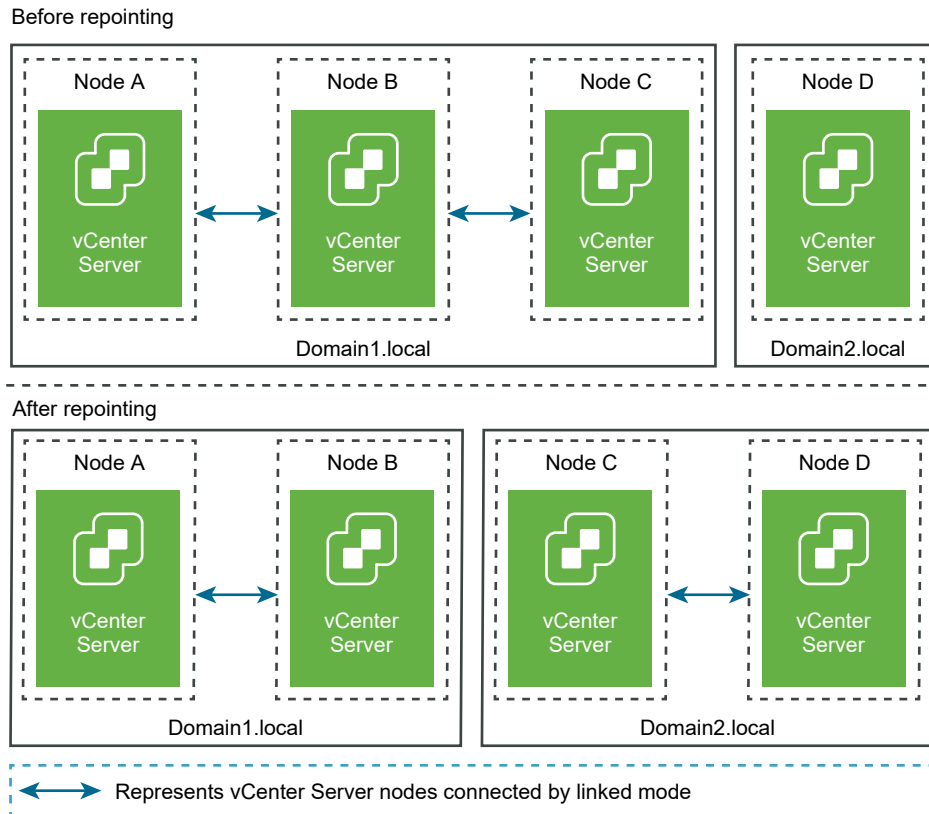 Before repointing
Node A
Node B
Node C
Node D
vCenter
Server
vCenter
Server
vCenter
Server
vCenter
Server
Domain1.local
Domain2.local
After repointing
Node A
Node B
Node C
Node D
vCenter
Server
vCenter
Server
vCenter
Server
vCenter
Server
Domain1.local
Domain2.local
Represents vCenter Server nodes connected by linked mode